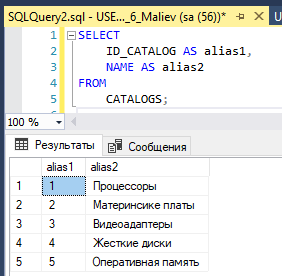 SQLQuery2.sql - USE..._6_Maliev (sa (56))*
1 SELECT
2 ID_CATALOG AS alias1,
3 NAME AS alias2
4 FROM
5 CATALOGS;
100 %
Результаты Сообщения
alias1 alias2
1 1 Процессоры
2 2 Материнсике платы
3 3 Видеоадаптеры
4 4 Жесткие диски
5 5 Оперативная память